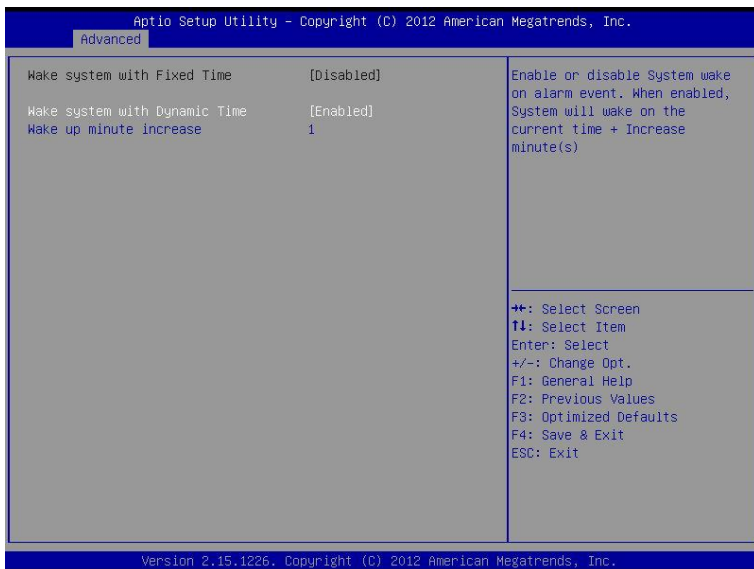 Aptio Setup Utility – Copyright (C) 2012 American Megatrends, Inc.
Advanced
Wake system with Fixed Time [Disabled]
Wake system with Dynamic Time [Enabled]
Wake up minute increase 1
Enable or disable System wake
on alarm event. When enabled,
System will wake on the
current time + Increase
minute(s)
→←: Select Screen
↑↓: Select Item
Enter: Select
+/-: Change Opt.
F1: General Help
F2: Previous Values
F3: Optimized Defaults
F4: Save & Exit
ESC: Exit
Version 2.15.1226. Copyright (C) 2012 American Megatrends, Inc.